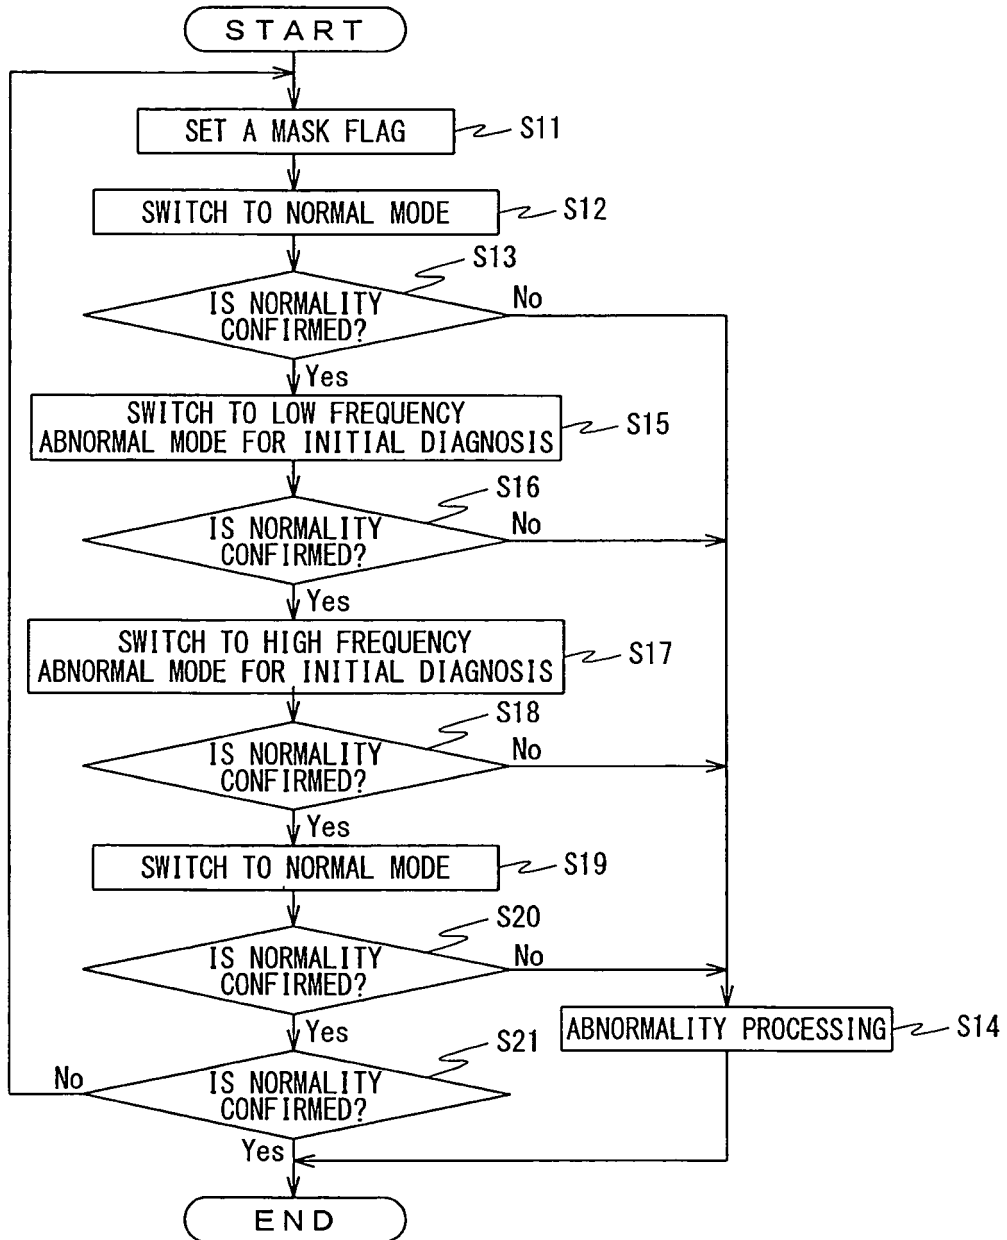 START
SET A MASK FLAG
S11
SWITCH TO NORMAL MODE
S12
S13
IS NORMALITY
CONFIRMED?
No
Yes
SWITCH TO LOW FREQUENCY
ABNORMAL MODE FOR INITIAL DIAGNOSIS
S15
S16
IS NORMALITY
CONFIRMED?
No
Yes
SWITCH TO HIGH FREQUENCY
ABNORMAL MODE FOR INITIAL DIAGNOSIS
S17
S18
IS NORMALITY
CONFIRMED?
No
Yes
SWITCH TO NORMAL MODE
S19
S20
IS NORMALITY
CONFIRMED?
No
Yes
ABNORMALITY PROCESSING
S14
S21
No
IS NORMALITY
CONFIRMED?
Yes
END